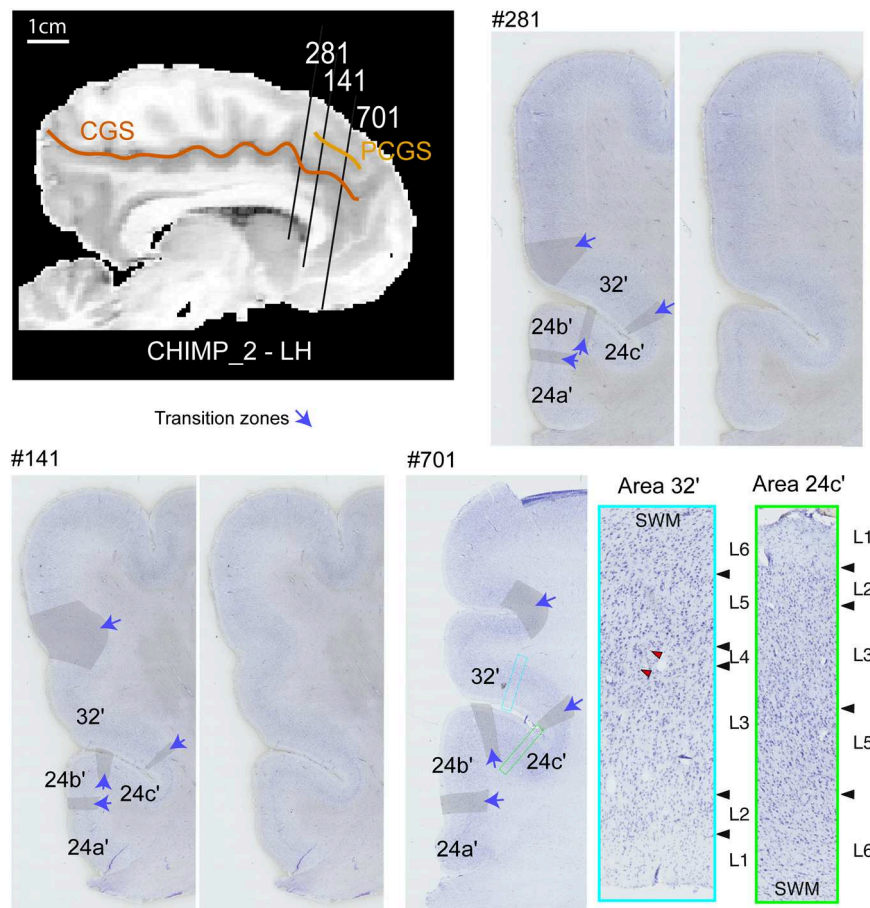 1cm
281
141
701
CGS
PCGS
CHIMP_2 - LH
Transition zones
#281
32'
24b'
24c'
24a'
#141
32'
24b'
24c'
24a'
#701
32'
24b'
24c'
24a'
Area 32'
SWM
L6
L5
L4
L3
L2
L1
Area 24c'
L1
L2
L3
L5
L6
SWM